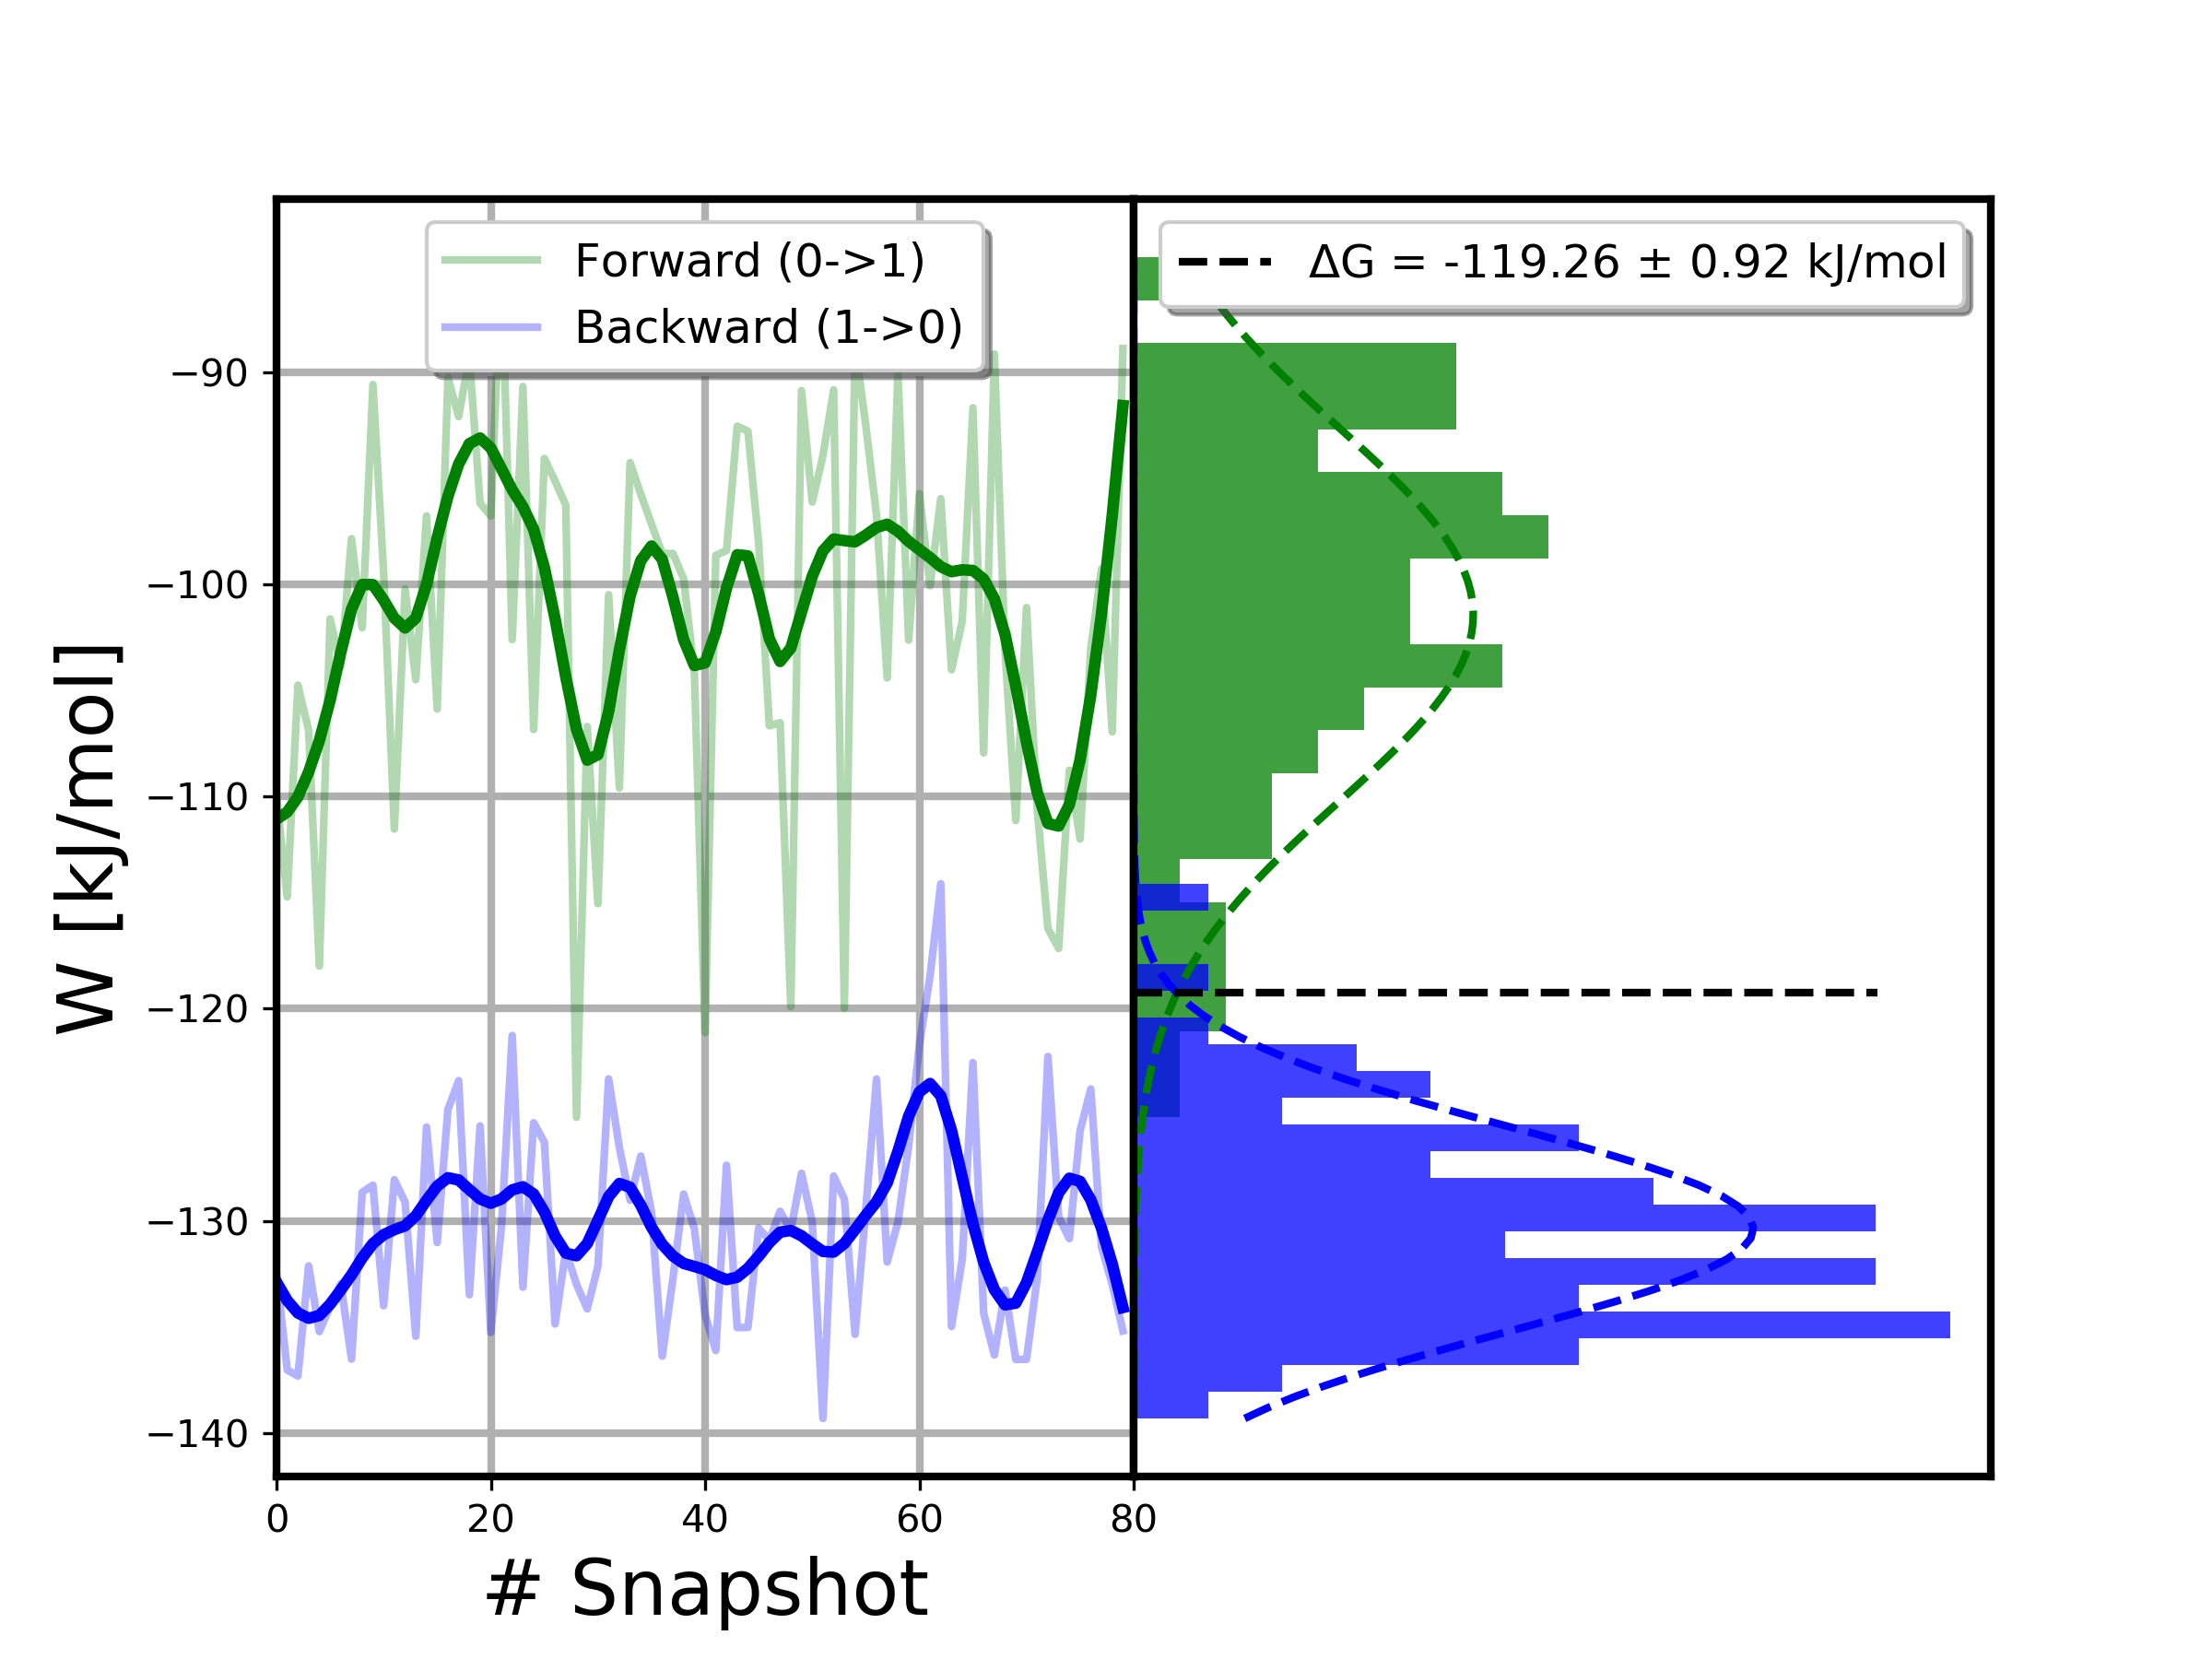 Forward (0->1)
Backward (1->0)
ΔG = -119.26 ± 0.92 kJ/mol
W [kJ/mol]
−90
−100
−110
−120
−130
−140
0
20
40
60
80
# Snapshot